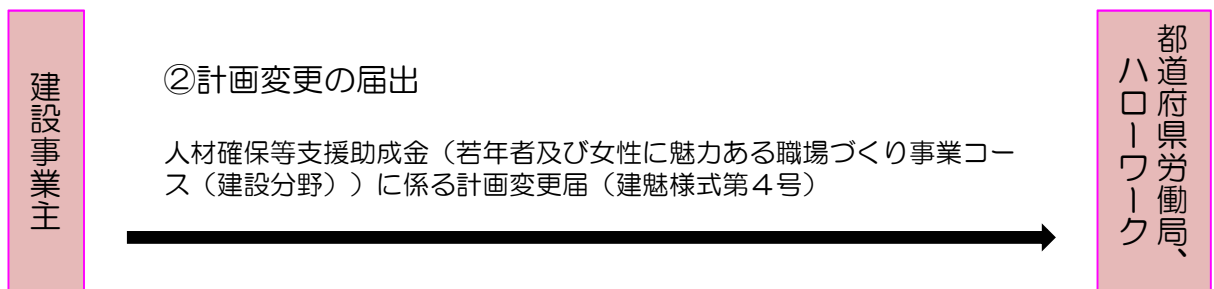 建設事業主
②計画変更の届出
人材確保等支援助成金（若年者及び女性に魅力ある職場づくり事業コー
ス（建設分野））に係る計画変更届（建魅様式第４号）
都道府県労働局、
ハローワーク